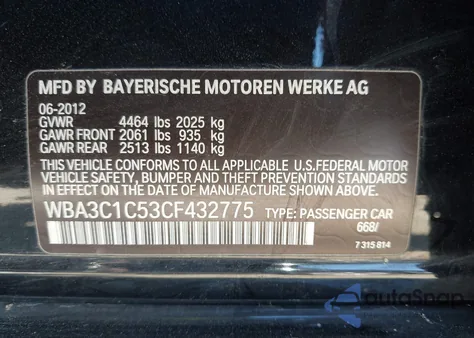 MFD BY BAYERISCHE MOTOREN WERKE AG
06-2012
GVWR 4464 lbs 2025 kg
GAWR FRONT 2061 lbs 935 kg
GAWR REAR 2513 lbs 1140 kg
THIS VEHICLE CONFORMS TO ALL APPLICABLE U.S.FEDERAL MOTOR
VEHICLE SAFETY, BUMPER AND THEFT PREVENTION STANDARDS
IN EFFECT ON THE DATE OF MANUFACTURE SHOWN ABOVE.
WBA3C1C53CF432775 TYPE: PASSENGER CAR
668/
7 315 814
autoSnap